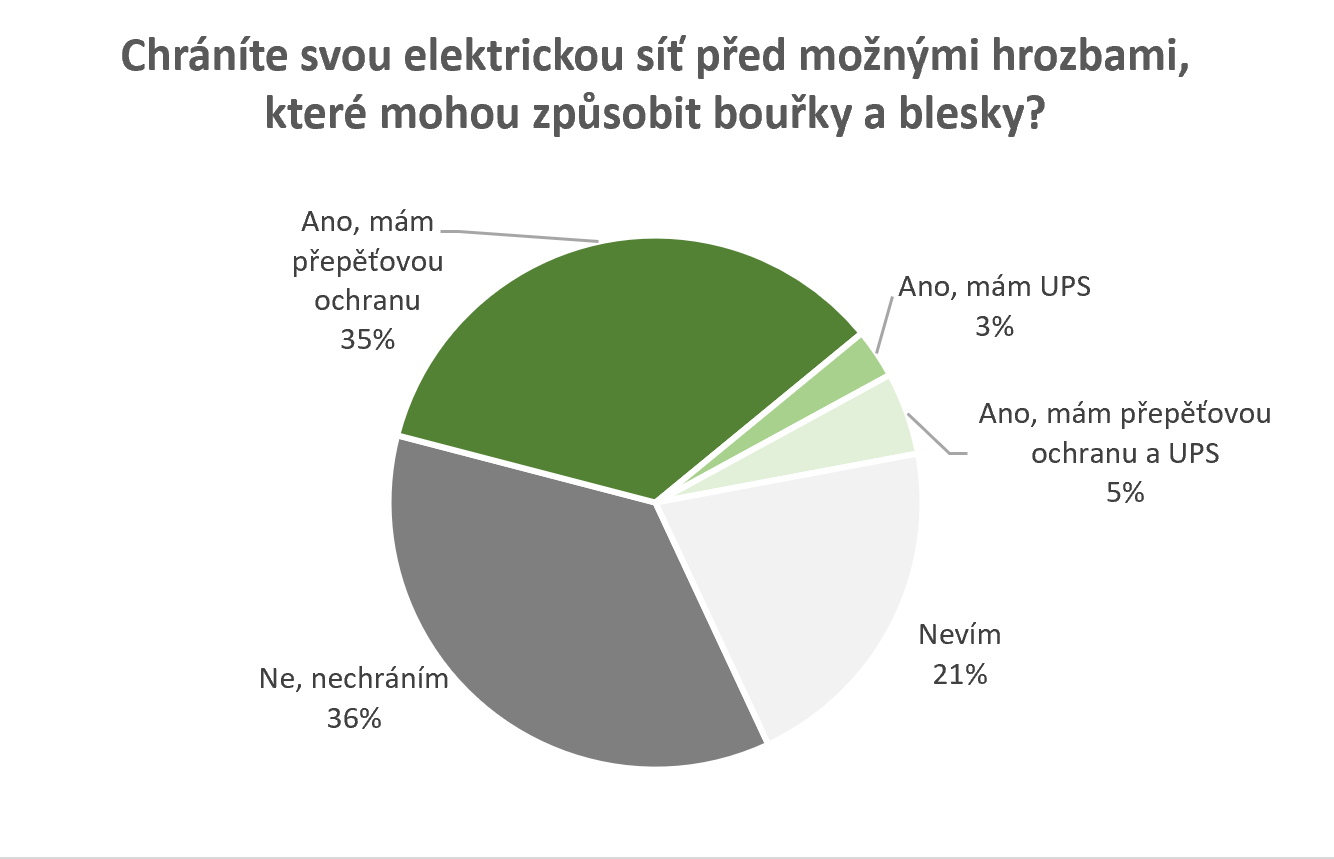 Chráníte svou elektrickou síť před možnými hrozbami,
které mohou způsobit bouřky a blesky?
Ano, mám
přepěťovou
ochranu
35%
Ano, mám UPS
3%
Ano, mám přepěťovou
ochranu a UPS
5%
Nevím
21%
Ne, nechráním
36%